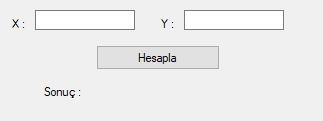 X : Y :
Hesapla
Sonuç :